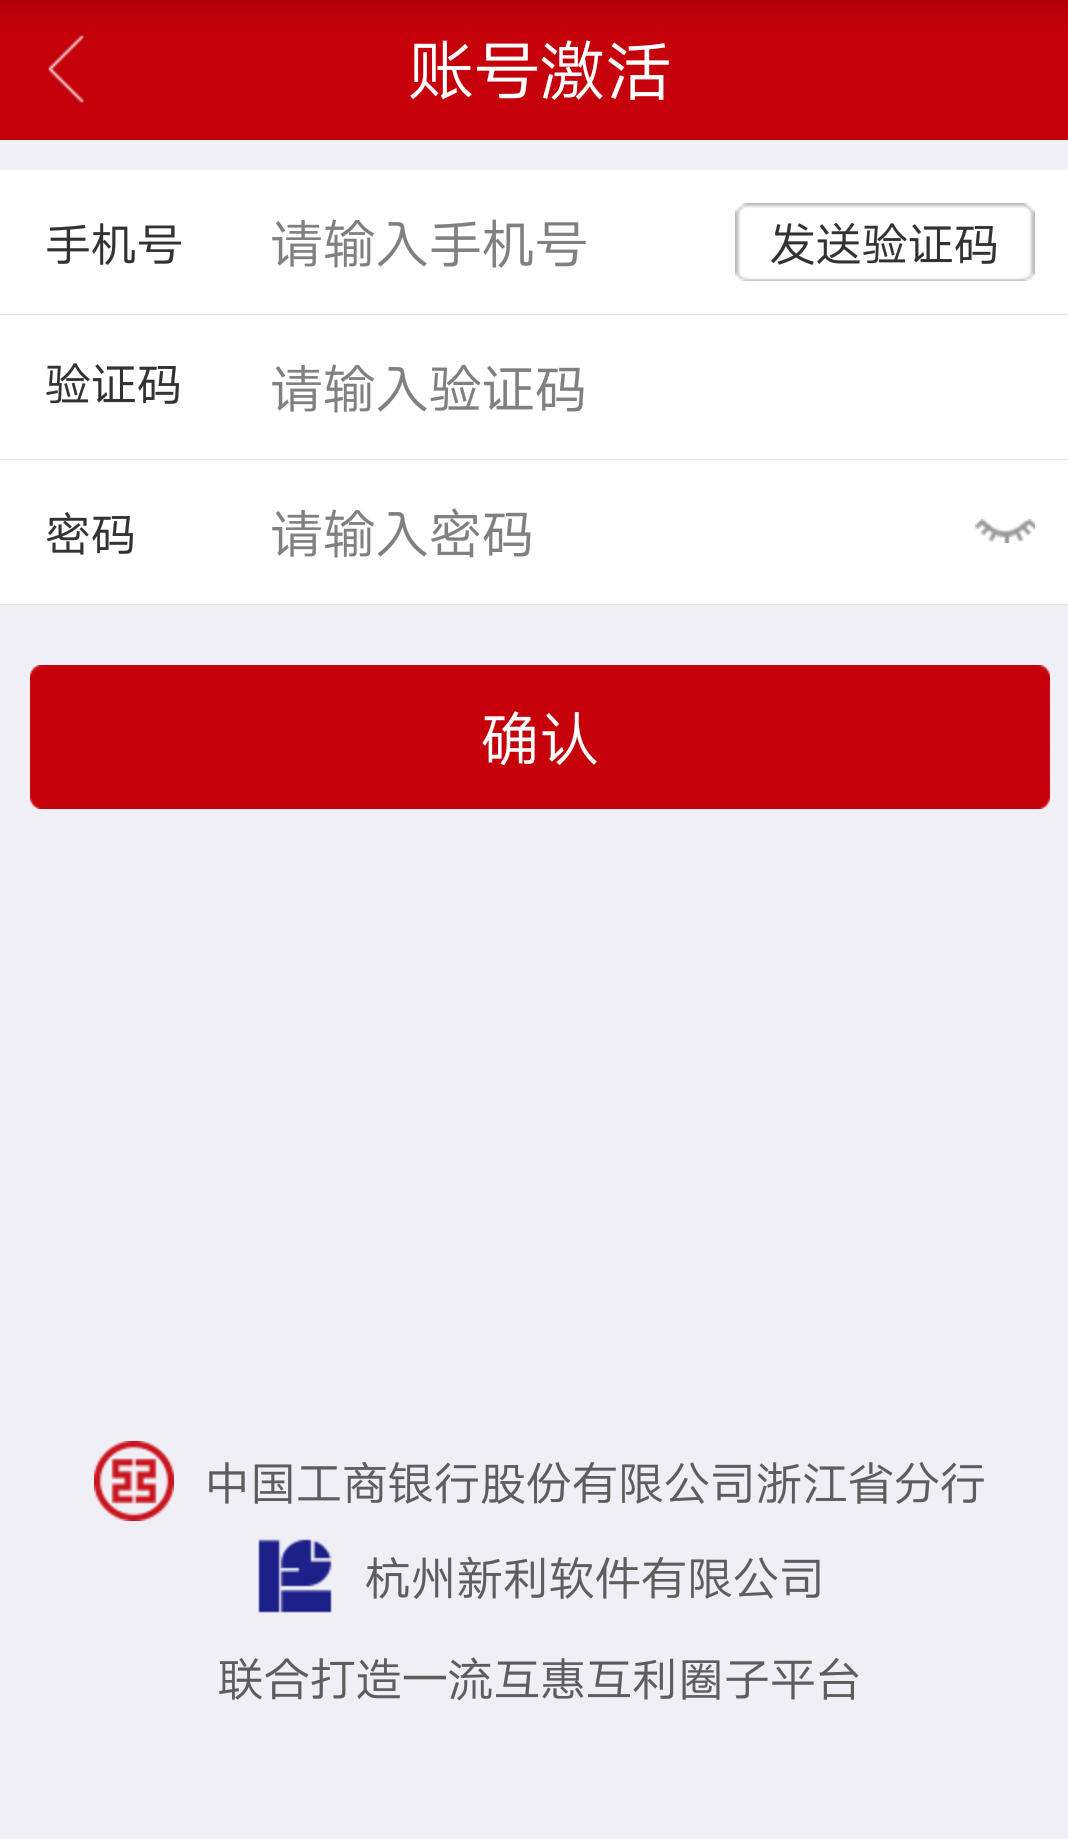 账号激活
手机号 请输入手机号 发送验证码
验证码 请输入验证码
密码 请输入密码
确认
中国工商银行股份有限公司浙江省分行
杭州新利软件有限公司
联合打造一流互惠互利圈子平台